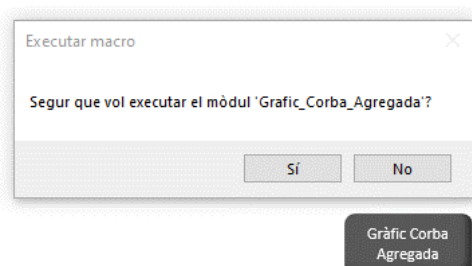 Executar macro
Segur que vol executar el mòdul 'Grafic_Corba_Agregada'?
Sí
No
Gràfic Corba
Agregada